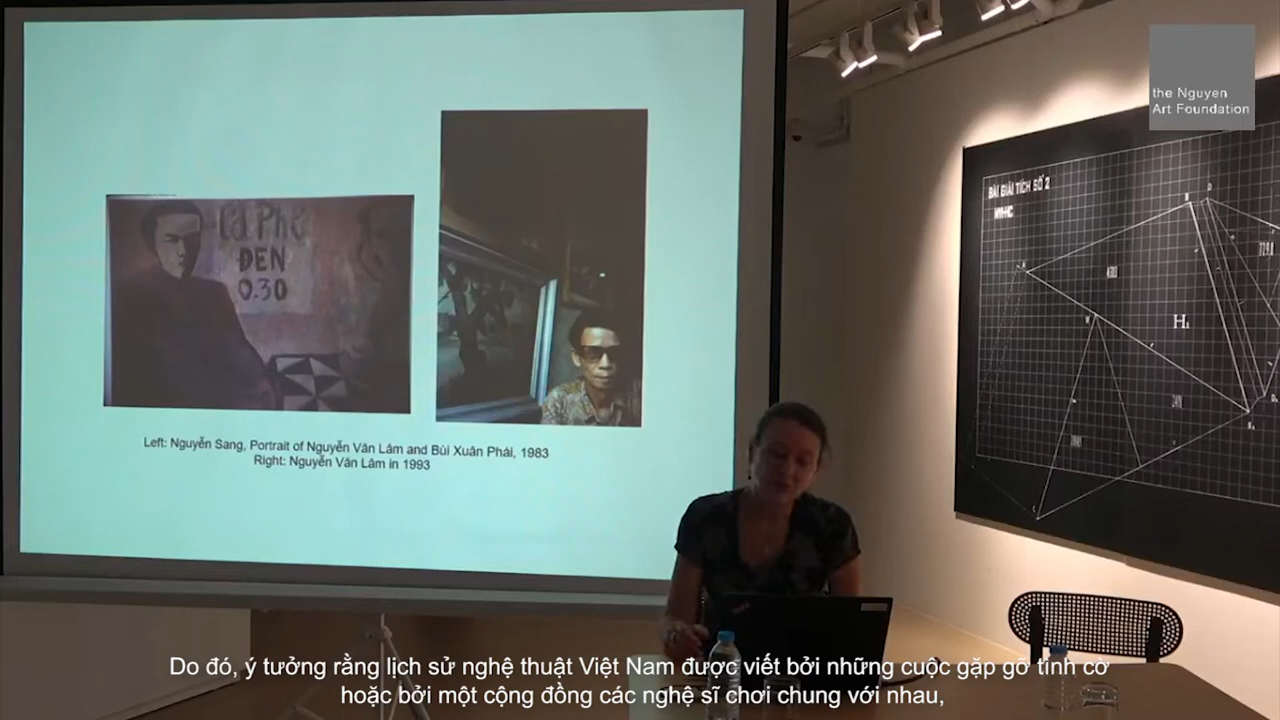 the Nguyen
Art Foundation
Cà Phê
ĐEN
0.30
BÀI GIẢI TÍCH SỐ 2
H₁
Left: Nguyễn Sang, Portrait of Nguyễn Văn Lâm and Bùi Xuân Phái, 1983
Right: Nguyễn Văn Lâm in 1993
Do đó, ý tưởng rằng lịch sử nghệ thuật Việt Nam được viết bởi những cuộc gặp gỡ tình cờ
hoặc bởi một cộng đồng các nghệ sĩ chơi chung với nhau,